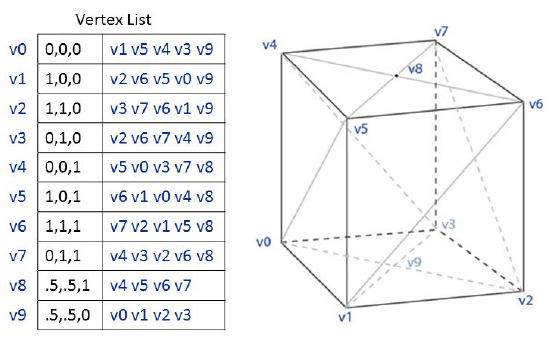 Vertex List
v0 0,0,0 v1 v5 v4 v3 v9
v1 1,0,0 v2 v6 v5 v0 v9
v2 1,1,0 v3 v7 v6 v1 v9
v3 0,1,0 v2 v6 v7 v4 v9
v4 0,0,1 v5 v0 v3 v7 v8
v5 1,0,1 v6 v1 v0 v4 v8
v6 1,1,1 v7 v2 v1 v5 v8
v7 0,1,1 v4 v3 v2 v6 v8
v8 .5,.5,1 v4 v5 v6 v7
v9 .5,.5,0 v0 v1 v2 v3
v7
v4
v8
v6
v5
v3
v0
v9
v2
v1